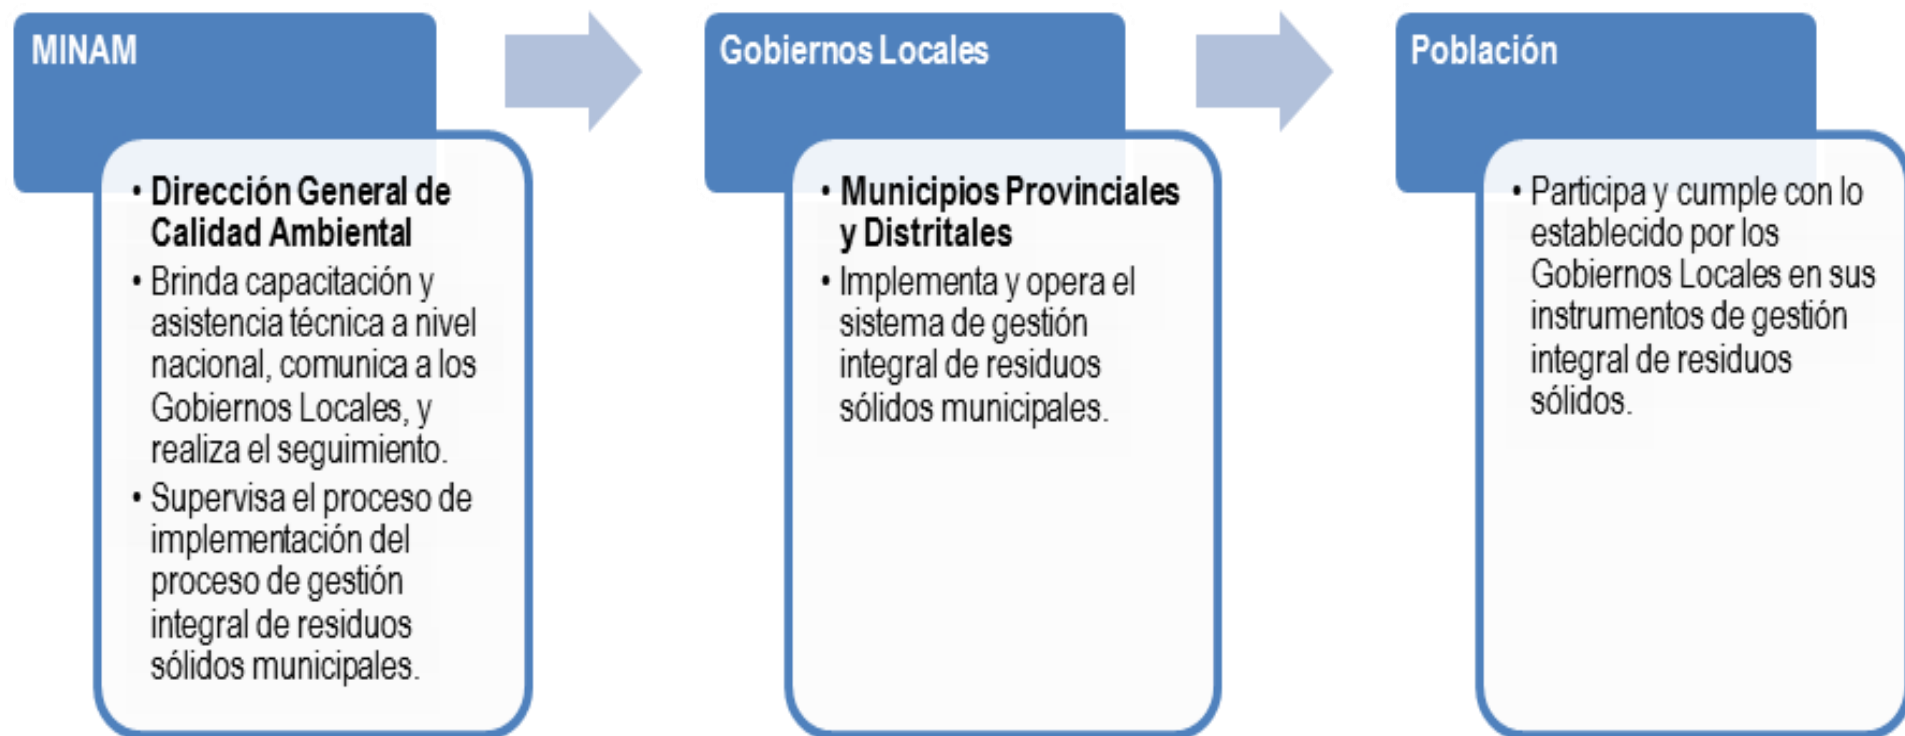 MINAM
• Dirección General de
Calidad Ambiental
• Brinda capacitación y
asistencia técnica a nivel
nacional, comunica a los
Gobiernos Locales, y
realiza el seguimiento.
• Supervisa el proceso de
implementación del
proceso de gestión
integral de residuos
sólidos municipales.
Gobiernos Locales
• Municipios Provinciales
y Distritales
• Implementa y opera el
sistema de gestión
integral de residuos
sólidos municipales.
Población
• Participa y cumple con lo
establecido por los
Gobiernos Locales en sus
instrumentos de gestión
integral de residuos
sólidos.